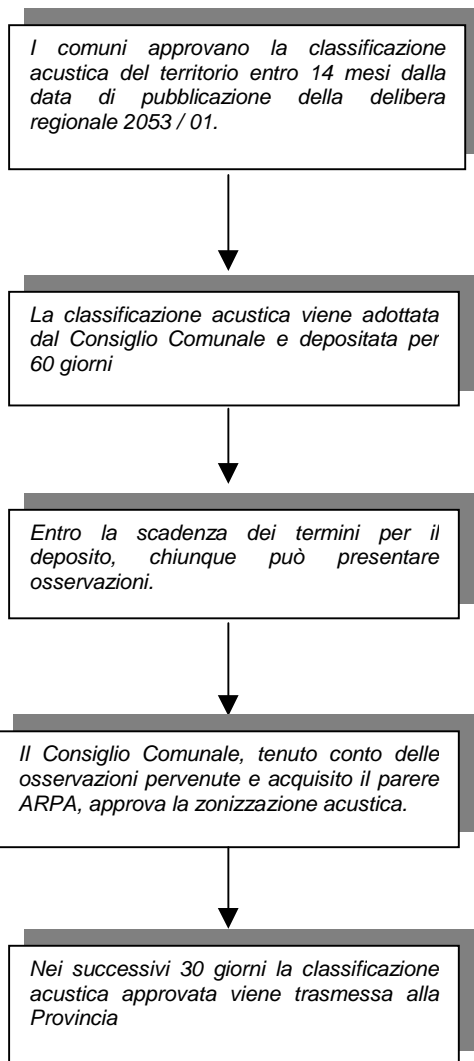 I comuni approvano la classificazione
acustica del territorio entro 14 mesi dalla
data di pubblicazione della delibera
regionale 2053 / 01.
La classificazione acustica viene adottata
dal Consiglio Comunale e depositata per
60 giorni
Entro la scadenza dei termini per il
deposito, chiunque può presentare
osservazioni.
Il Consiglio Comunale, tenuto conto delle
osservazioni pervenute e acquisito il parere
ARPA, approva la zonizzazione acustica.
Nei successivi 30 giorni la classificazione
acustica approvata viene trasmessa alla
Provincia